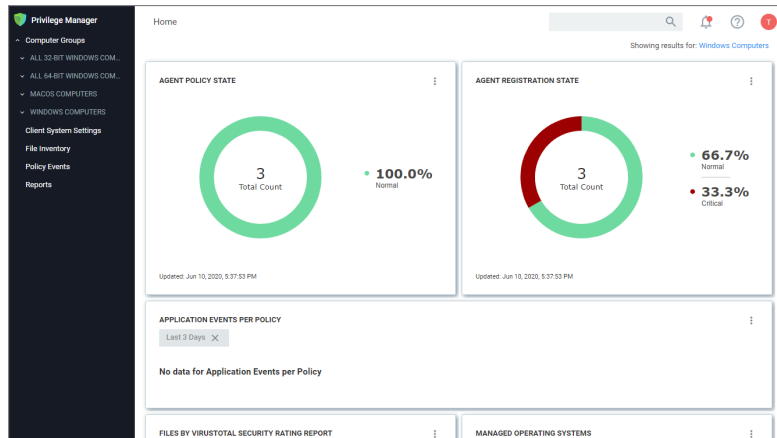 Privilege Manager
Home
T
Computer Groups
ALL 32-BIT WINDOWS COM...
ALL 64-BIT WINDOWS COM...
MACOS COMPUTERS
WINDOWS COMPUTERS
Client System Settings
File Inventory
Policy Events
Reports
Showing results for: Windows Computers
AGENT POLICY STATE
3
Total Count
100.0%
Normal
Updated: Jun 10, 2020, 5:37:53 PM
AGENT REGISTRATION STATE
3
Total Count
66.7%
Normal
33.3%
Critical
Updated: Jun 10, 2020, 5:37:53 PM
APPLICATION EVENTS PER POLICY
Last 3 Days
No data for Application Events per Policy
FILES BY VIRUSTOTAL SECURITY RATING REPORT
MANAGED OPERATING SYSTEMS